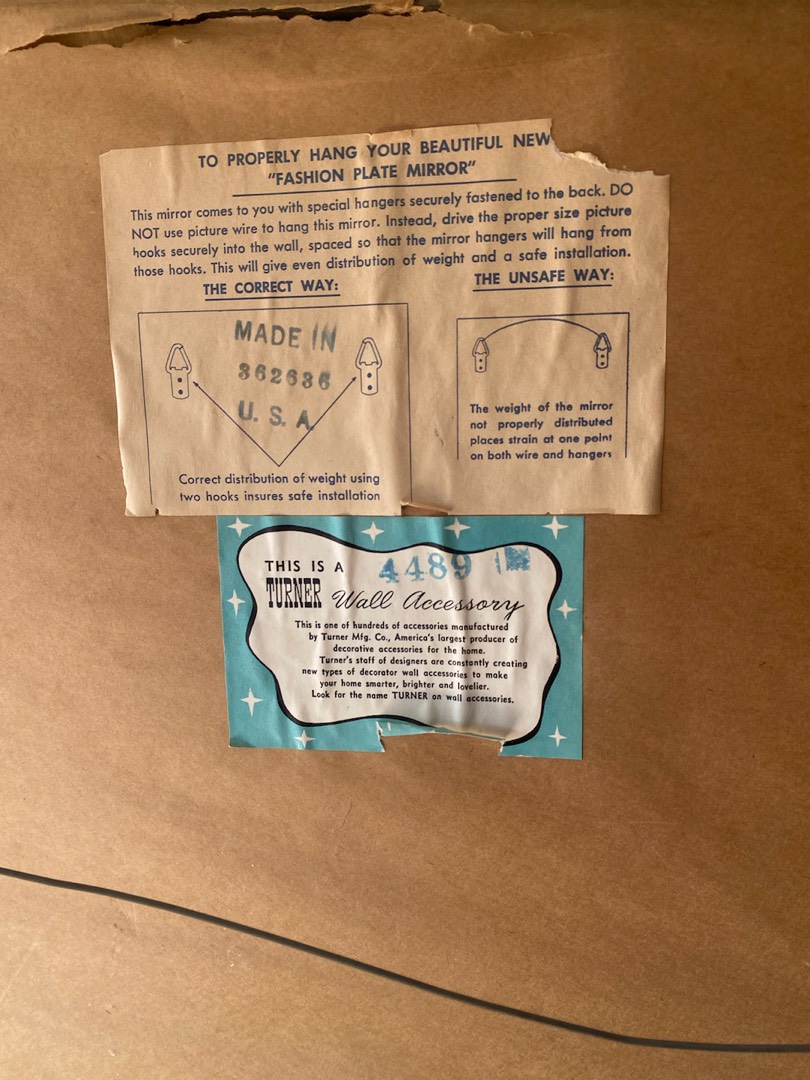 TO PROPERLY HANG YOUR BEAUTIFUL NEW
"FASHION PLATE MIRROR"
This mirror comes to you with special hangers securely fastened to the back. DO
NOT use picture wire to hang this mirror. Instead, drive the proper size picture
hooks securely into the wall, spaced so that the mirror hangers will hang from
those hooks. This will give even distribution of weight and a safe installation.
THE CORRECT WAY:
MADE IN
362636
U. S. A.
Correct distribution of weight using
two hooks insures safe installation
THE UNSAFE WAY:
The weight of the mirror
not properly distributed
places strain at one point
on both wire and hangers
THIS IS A
4489
TURNER Wall Accessory
This is one of hundreds of accessories manufactured
by Turner Mfg. Co., America's largest producer of
decorative accessories for the home.
Turner's staff of designers are constantly creating
new types of decorator wall accessories to make
your home smarter, brighter and lovelier.
Look for the name TURNER on wall accessories.